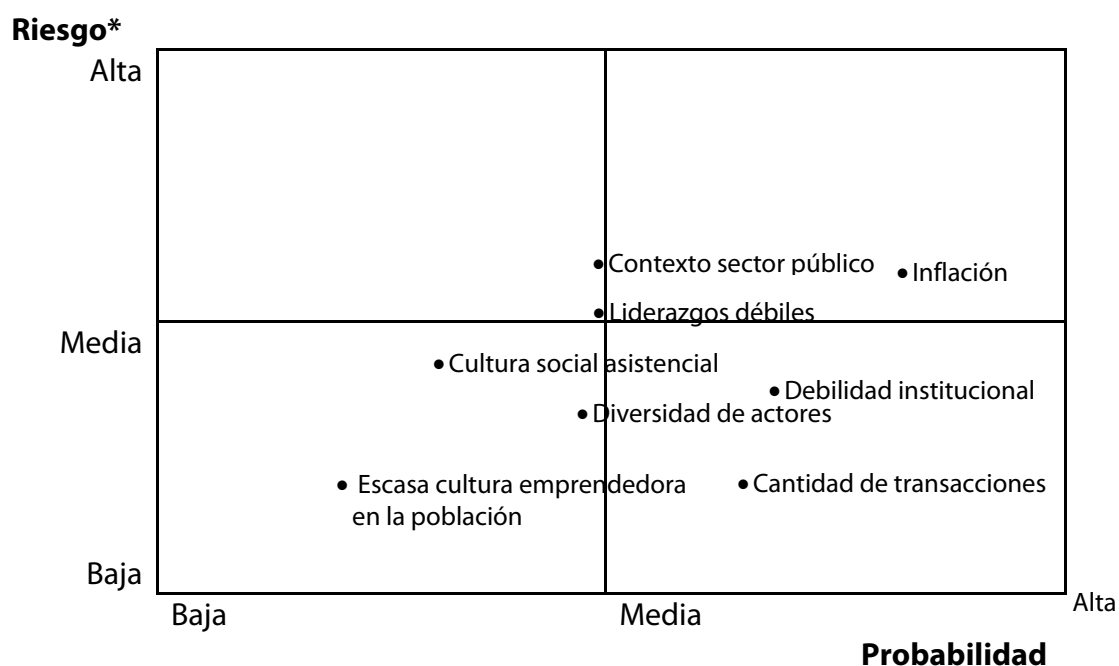 Riesgo*
Alta
Contexto sector público
Inflación
Liderazgos débiles
Media
Cultura social asistencial
Debilidad institucional
Diversidad de actores
Escasa cultura emprendedora
en la población
Cantidad de transacciones
Baja
Baja
Media
Alta
Probabilidad